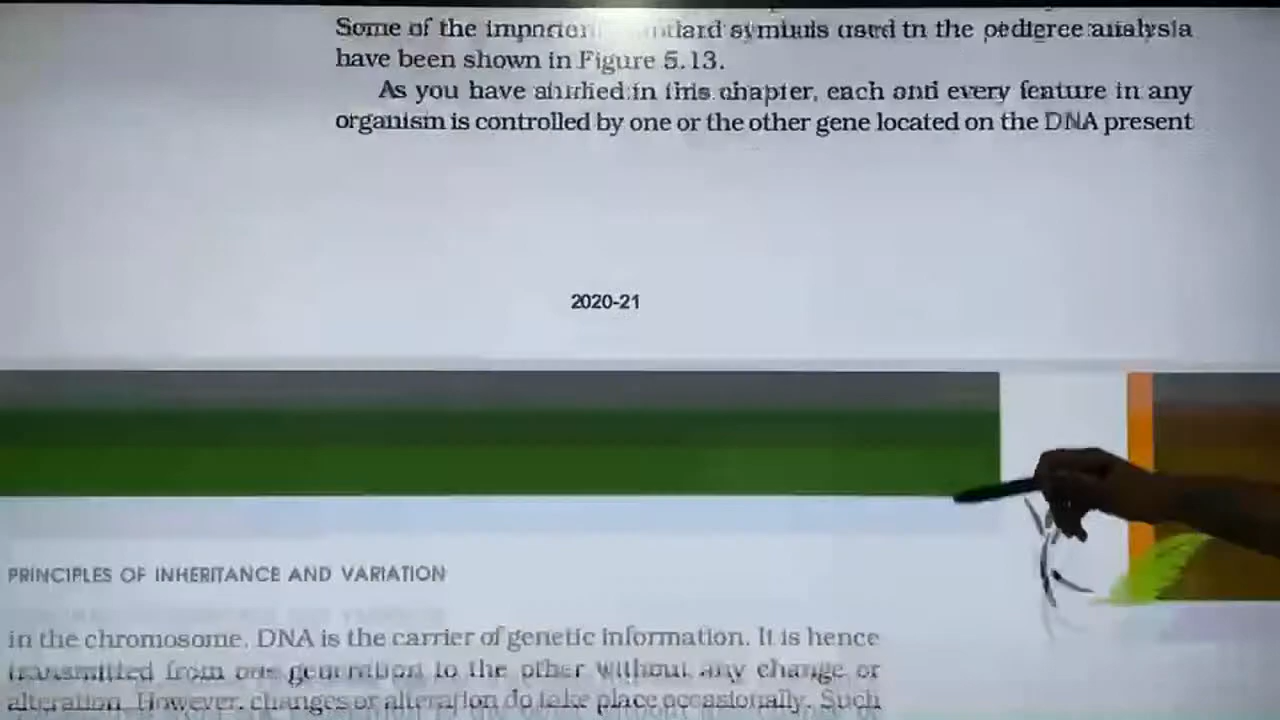 Some of the important standard symbols used in the pedigree analysis
have been shown in Figure 5.13.
As you have studied in this chapter, each and every feature in any
organism is controlled by one or the other gene located on the DNA present
2020-21
PRINCIPLES OF INHERITANCE AND VARIATION
in the chromosome. DNA is the carrier of genetic information. It is hence
transmitted from one generation to the other without any change or
alteration. However, changes or alteration do take place occasionally. Such